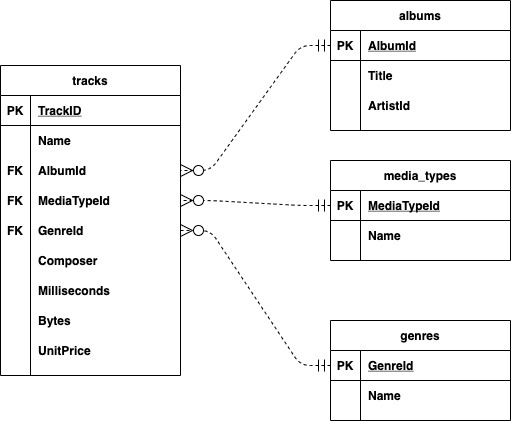 tracks
PK TrackID
Name
FK AlbumId
FK MediaTypeId
FK GenreId
Composer
Milliseconds
Bytes
UnitPrice
albums
PK AlbumId
Title
ArtistId
media_types
PK MediaTypeId
Name
genres
PK GenreId
Name